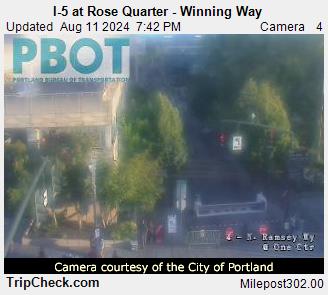 I-5 at Rose Quarter - Winning Way
Updated Aug 11 2024 7:42 PM Camera 4
PBOT
PORTLAND BUREAU OF TRANSPORTATION
4 - N. Ramsey Wy
@ One Ctr
Camera courtesy of the City of Portland
TripCheck.com Milepost302.00